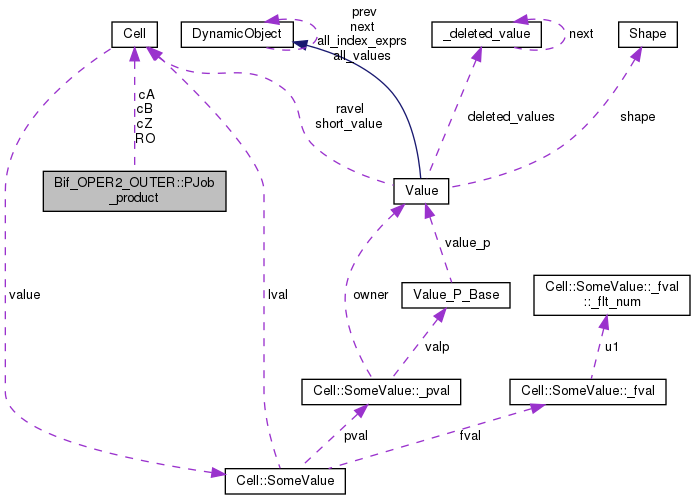 prev
next
all_index_exprs
all_values
Cell
DynamicObject
_deleted_value
next
Shape
cA
cB
cZ
RO
ravel
short_value
deleted_values
shape
Bif_OPER2_OUTER::PJob
_product
Value
value_p
value
lval
owner
Value_P_Base
Cell::SomeValue::_fval
::_flt_num
valp
u1
Cell::SomeValue::_pval
Cell::SomeValue::_fval
pval
fval
Cell::SomeValue